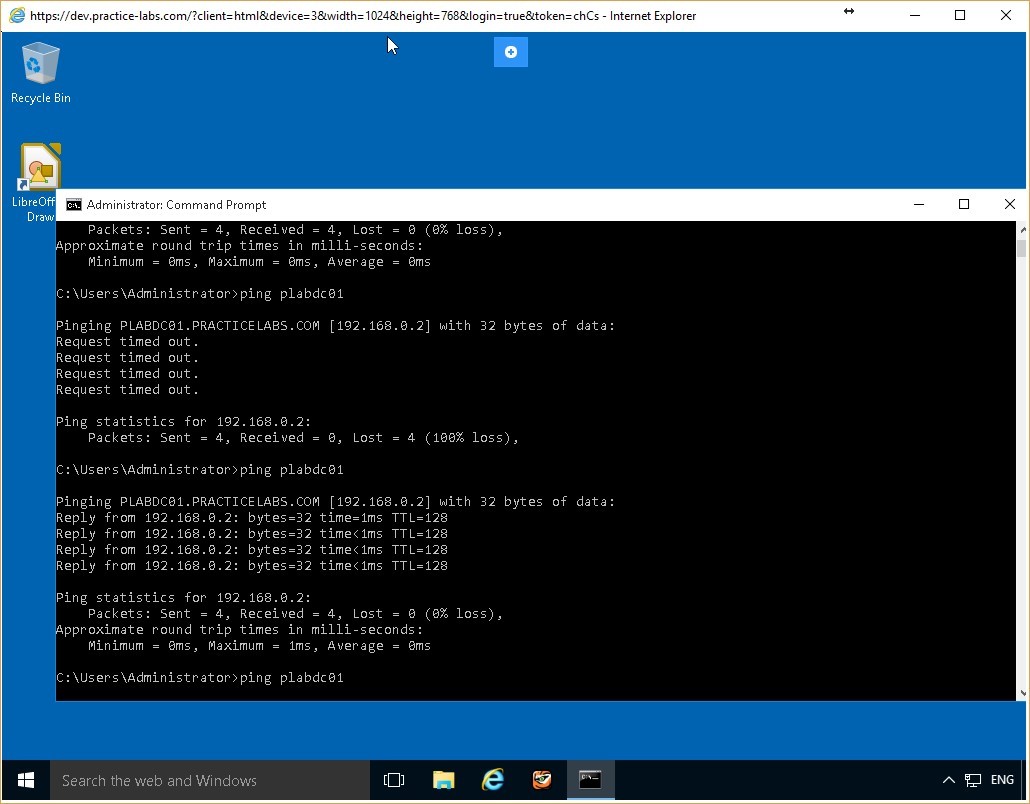 https://dev.practice-labs.com/?client=html&device=3&width=1024&height=768&login=true&token=chCs - Internet Explorer
Recycle Bin
LibreOff
Draw
Administrator: Command Prompt
Packets: Sent = 4, Received = 4, Lost = 0 (0% loss),
Approximate round trip times in milli-seconds:
Minimum = 0ms, Maximum = 0ms, Average = 0ms
C:\Users\Administrator>ping plabdc01
Pinging PLABDC01.PRACTICELABS.COM [192.168.0.2] with 32 bytes of data:
Request timed out.
Request timed out.
Request timed out.
Request timed out.
Ping statistics for 192.168.0.2:
Packets: Sent = 4, Received = 0, Lost = 4 (100% loss),
C:\Users\Administrator>ping plabdc01
Pinging PLABDC01.PRACTICELABS.COM [192.168.0.2] with 32 bytes of data:
Reply from 192.168.0.2: bytes=32 time=1ms TTL=128
Reply from 192.168.0.2: bytes=32 time<1ms TTL=128
Reply from 192.168.0.2: bytes=32 time<1ms TTL=128
Reply from 192.168.0.2: bytes=32 time<1ms TTL=128
Ping statistics for 192.168.0.2:
Packets: Sent = 4, Received = 4, Lost = 0 (0% loss),
Approximate round trip times in milli-seconds:
Minimum = 0ms, Maximum = 1ms, Average = 0ms
C:\Users\Administrator>ping plabdc01
Search the web and Windows
ENG